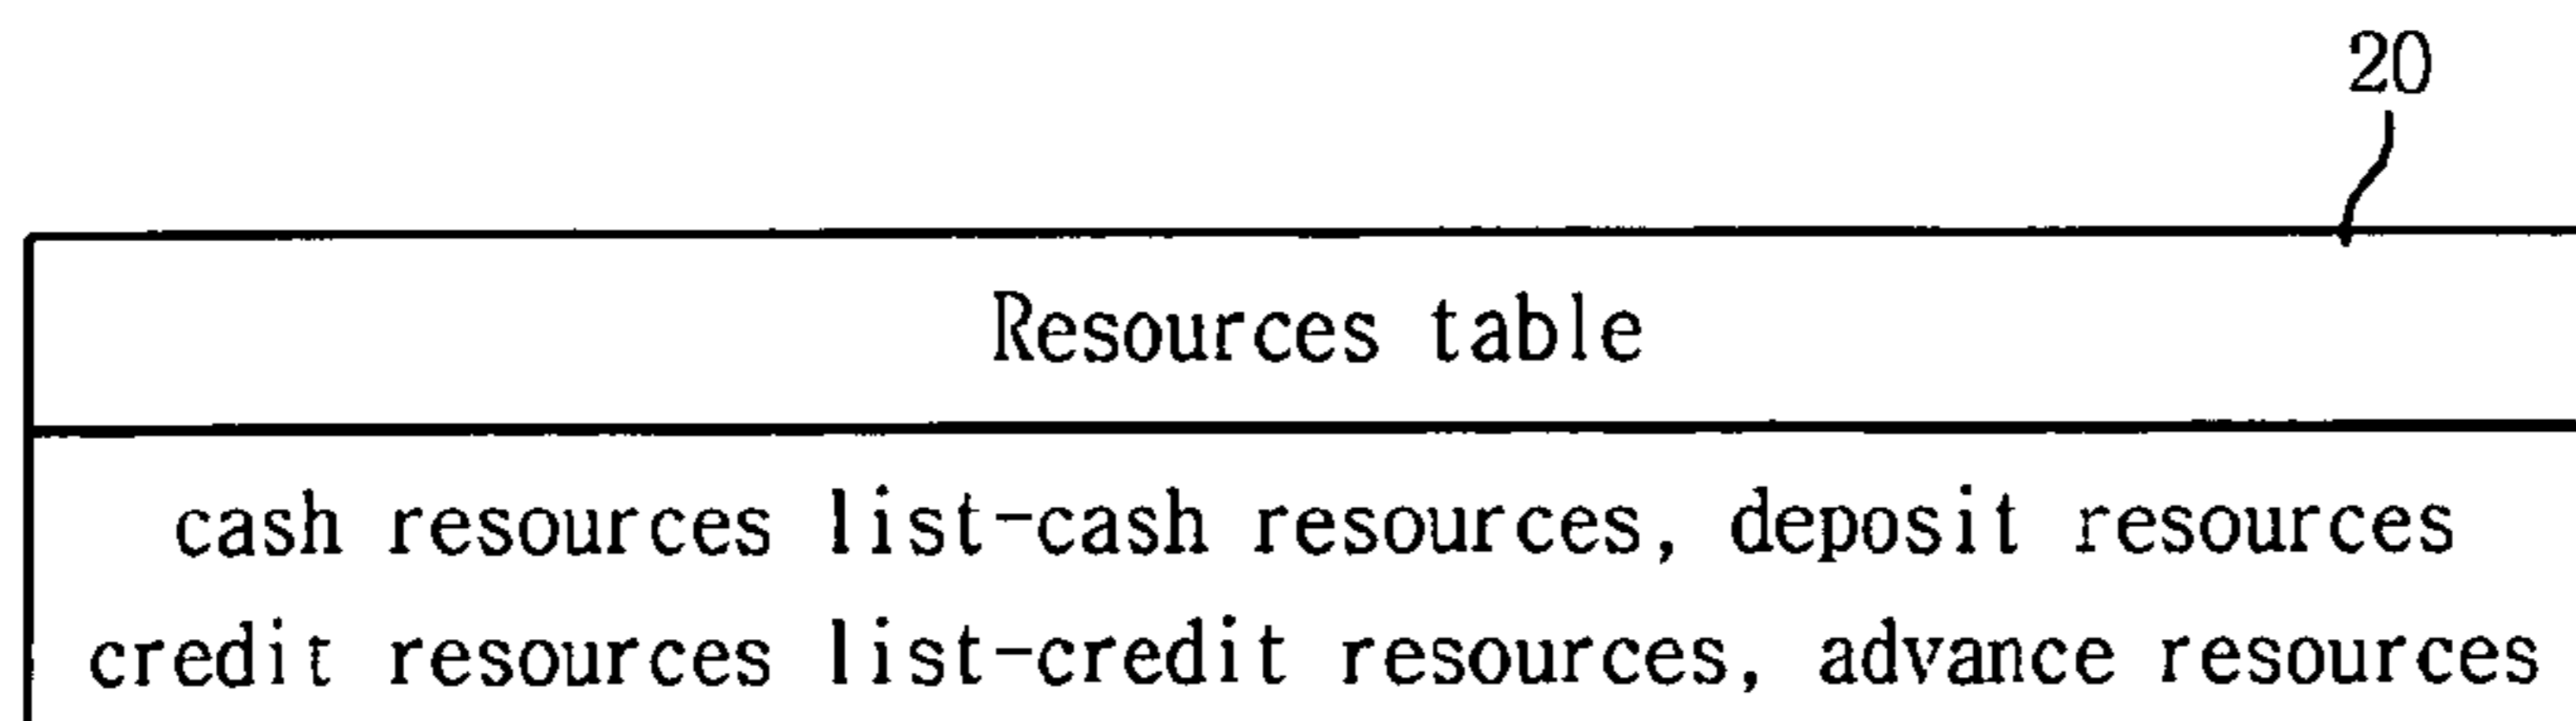 20
Resources table
cash resources list-cash resources, deposit resources
credit resources list-credit resources, advance resources